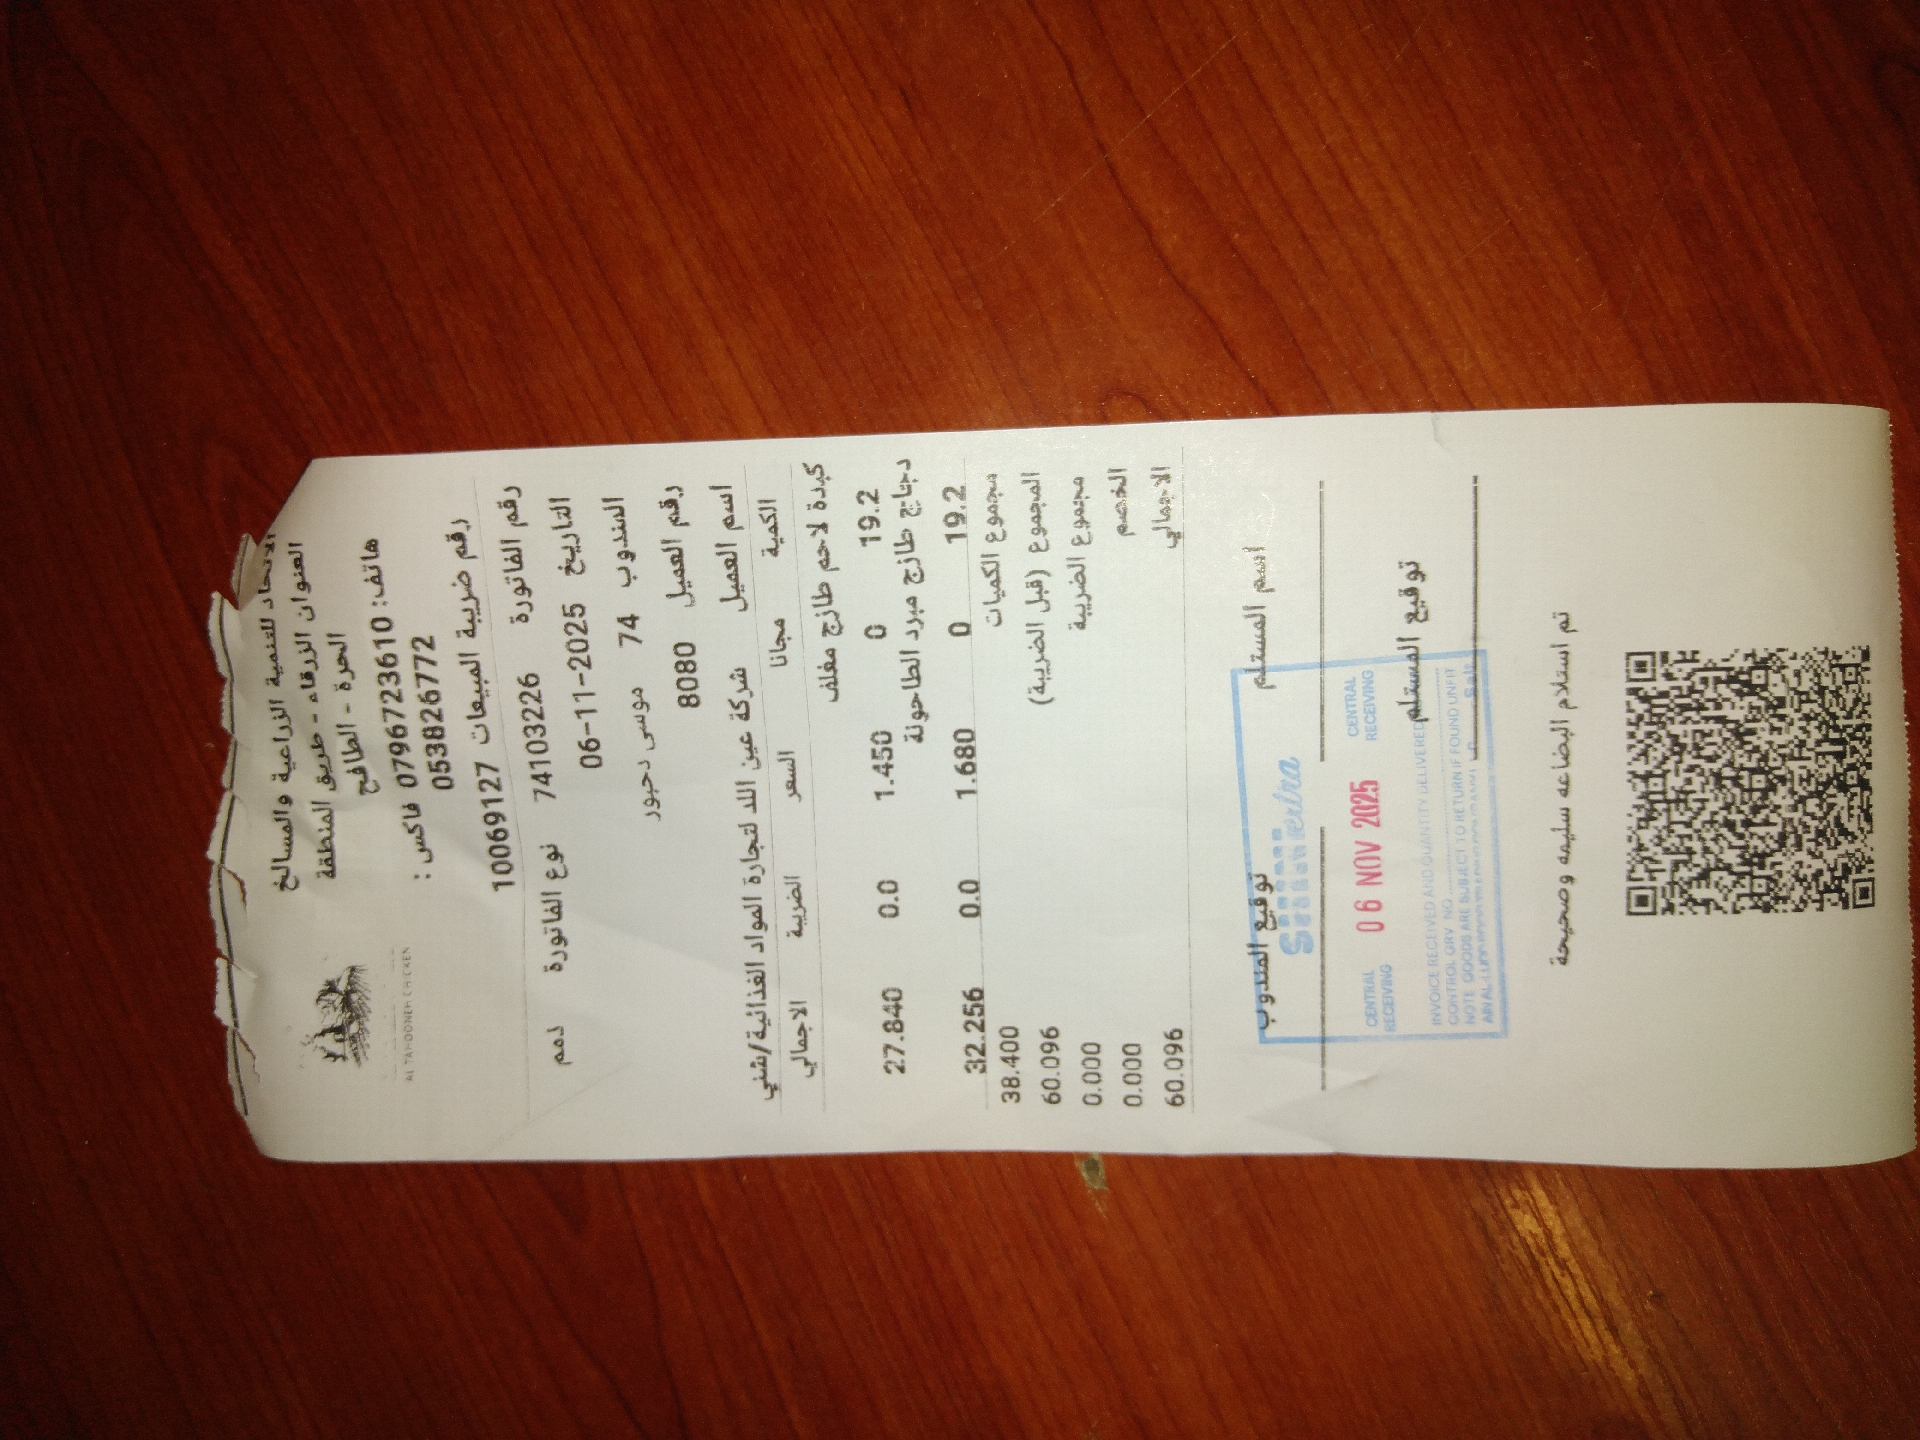 الاتحاد للتنمية الزراعية والمسالخ
العنوان الزرقاء - طريق المنطقة
الحرة - الطافح
هاتف: 0796723610 فاكس :
053826772
رقم ضريبة المبيعات 10069127
AL TAHOONEH CHICKEN
رقم الفاتورة 74103226 نوع الفاتورة ذمم
التاريخ 06-11-2025
المندوب 74 موسى دحبور
رقم العميل 8080
اسم العميل شركة عين اللد لتجارة المواد الغذائية/شني
الكمية مجانا السعر الضريبة الاجمالي
كبدة لاحم طازج مغلف
19.2 0 1.450 0.0 27.840
دجاج طازج مبرد الطاحونة
19.2 0 1.680 0.0 32.256
مجموع الكميات 38.400
المجموع (قبل الضريبة) 60.096
مجموع الضريبة 0.000
الخصم 0.000
الاجمالي 60.096
اسم المستلم توقيع المندوب
CENTRAL RECEIVING 06 NOV 2025 CENTRAL RECEIVING
توقيع المستلم
INVOICE RECEIVED AND QUANTITY DELIVERED
CONTROL GRV NO
NOTE GOODS ARE SUBJECT TO RETURN IF FOUND UNFIT
تم استلام البضاعه سليمه وصحيحة